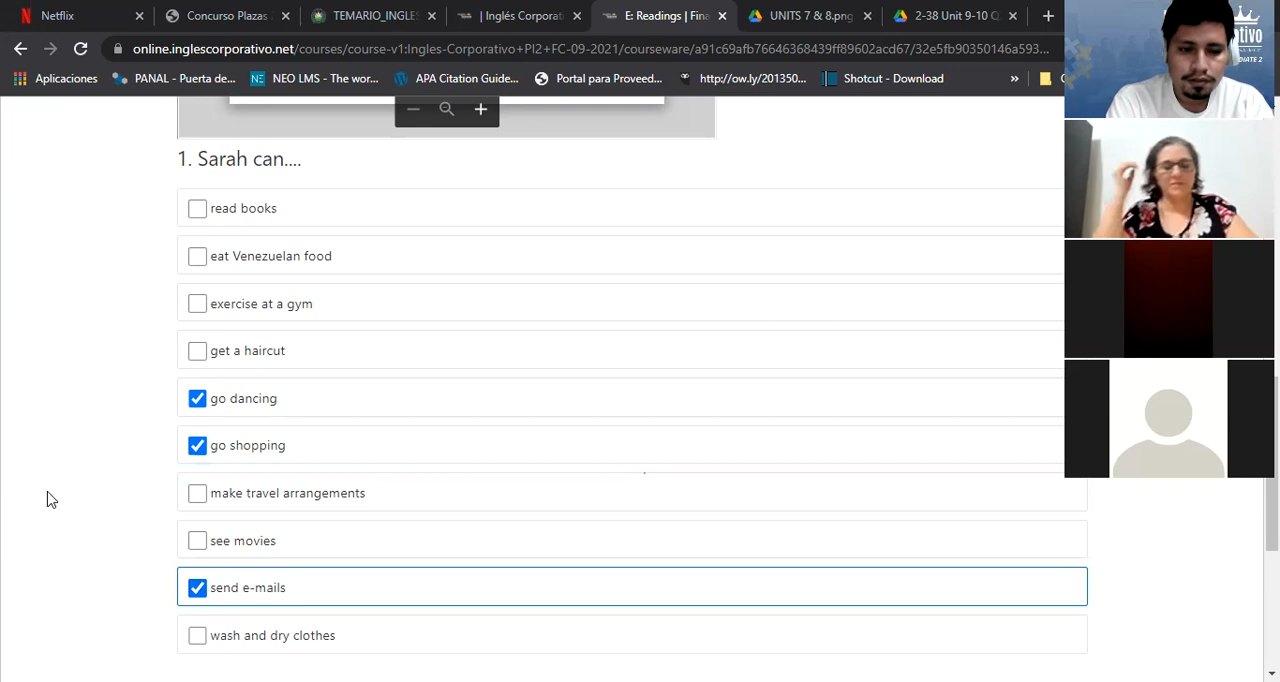 Netflix
Concurso Plazas
TEMARIO_INGLES
| Inglés Corporati
E: Readings | Fina
UNITS 7 & 8.png
2-38 Unit 9-10 Q
online.inglescorporativo.net/courses/course-v1:Ingles-Corporativo+PI2+FC-09-2021/courseware/a91c69afb76646368439ff89602acd67/32e5fb90350146a593...
Aplicaciones
PANAL - Puerta de...
NE
NEO LMS - The wor...
APA Citation Guide...
Portal para Proveed...
http://ow.ly/201350...
Shotcut - Download
»
1. Sarah can....
read books
eat Venezuelan food
exercise at a gym
get a haircut
go dancing
go shopping
make travel arrangements
see movies
send e-mails
wash and dry clothes